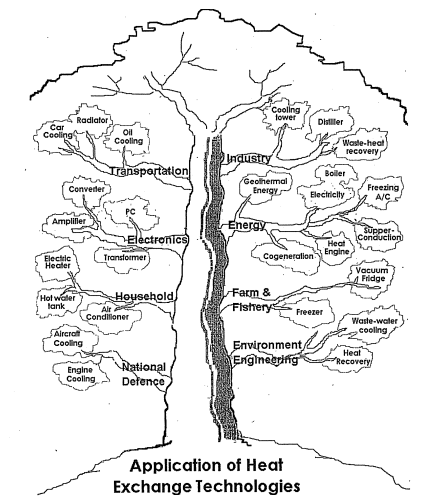 Radiator
Car
Cooling
Oil
Cooling
Transportation
Converter
Amplifier
PC
Electronics
Transformer
Electric
Heater
Hot water
tank
Household
Air
Conditioner
Aircraft
Cooling
Engine
Cooling
National
Defence
Cooling
tower
Distiller
Waste-heat
recovery
Industry
Geothermal
Energy
Boiler
Electricity
Freezing
A/C
Energy
Supper-
Conduction
Heat
Engine
Cogeneration
Vacuum
Fridge
Farm &
Fishery
Freezer
Waste-water
cooling
Environment
Engineering
Heat
Recovery
Application of Heat
Exchange Technologies